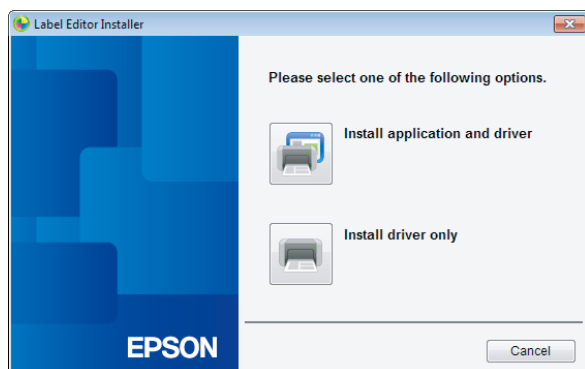 Label Editor Installer
Please select one of the following options.
Install application and driver
Install driver only
EPSON
Cancel